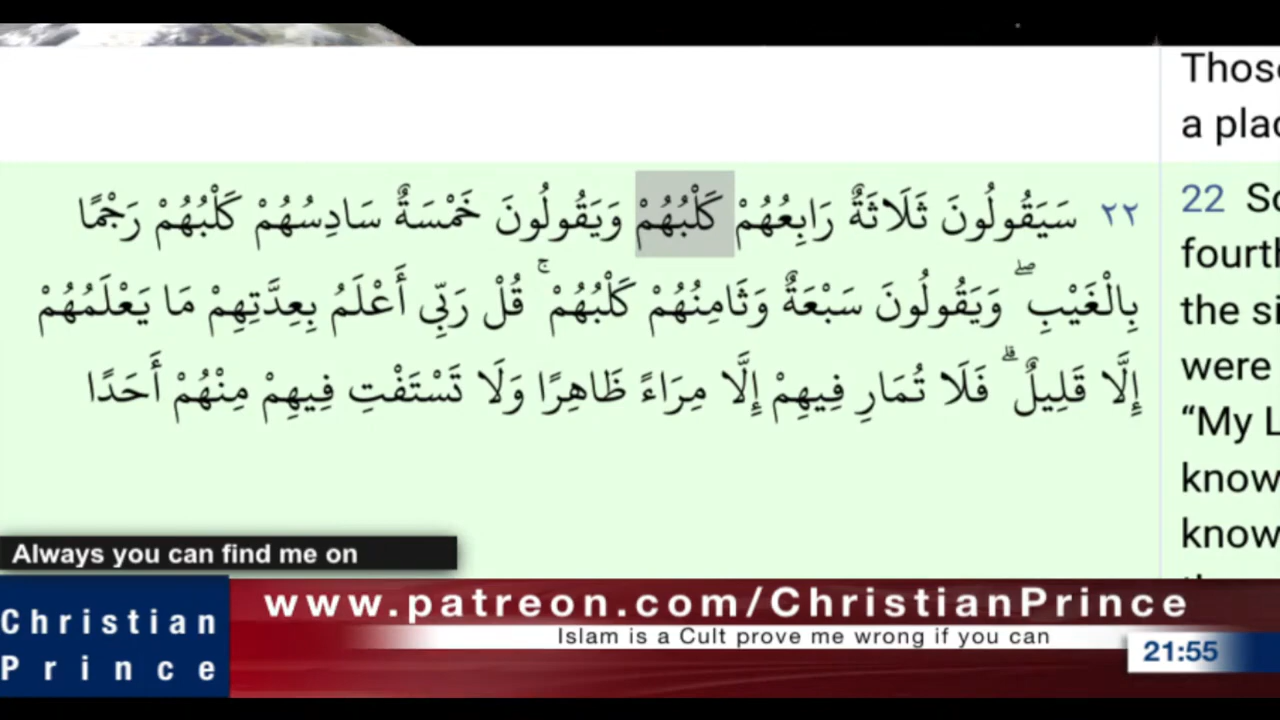 Those
a plac
٢٢ سَيَقُولُونَ ثَلَاثَةٌ رَابِعُهُمْ كَلْبُهُمْ وَيَقُولُونَ خَمْسَةٌ سَادِسُهُمْ كَلْبُهُمْ رَجْمًا
بِالْغَيْبِ ۖ وَيَقُولُونَ سَبْعَةٌ وَثَامِنُهُمْ كَلْبُهُمْ ۚ قُلْ رَبِّي أَعْلَمُ بِعِدَّتِهِمْ مَا يَعْلَمُهُمْ
إِلَّا قَلِيلٌ ۗ فَلَا تُمَارِ فِيهِمْ إِلَّا مِرَاءً ظَاهِرًا وَلَا تَسْتَفْتِ فِيهِمْ مِنْهُمْ أَحَدًا
22 So
fourth
the si
were
“My L
know
know
Always you can find me on
Christian
Prince
www.patreon.com/ChristianPrince
Islam is a Cult prove me wrong if you can
21:55